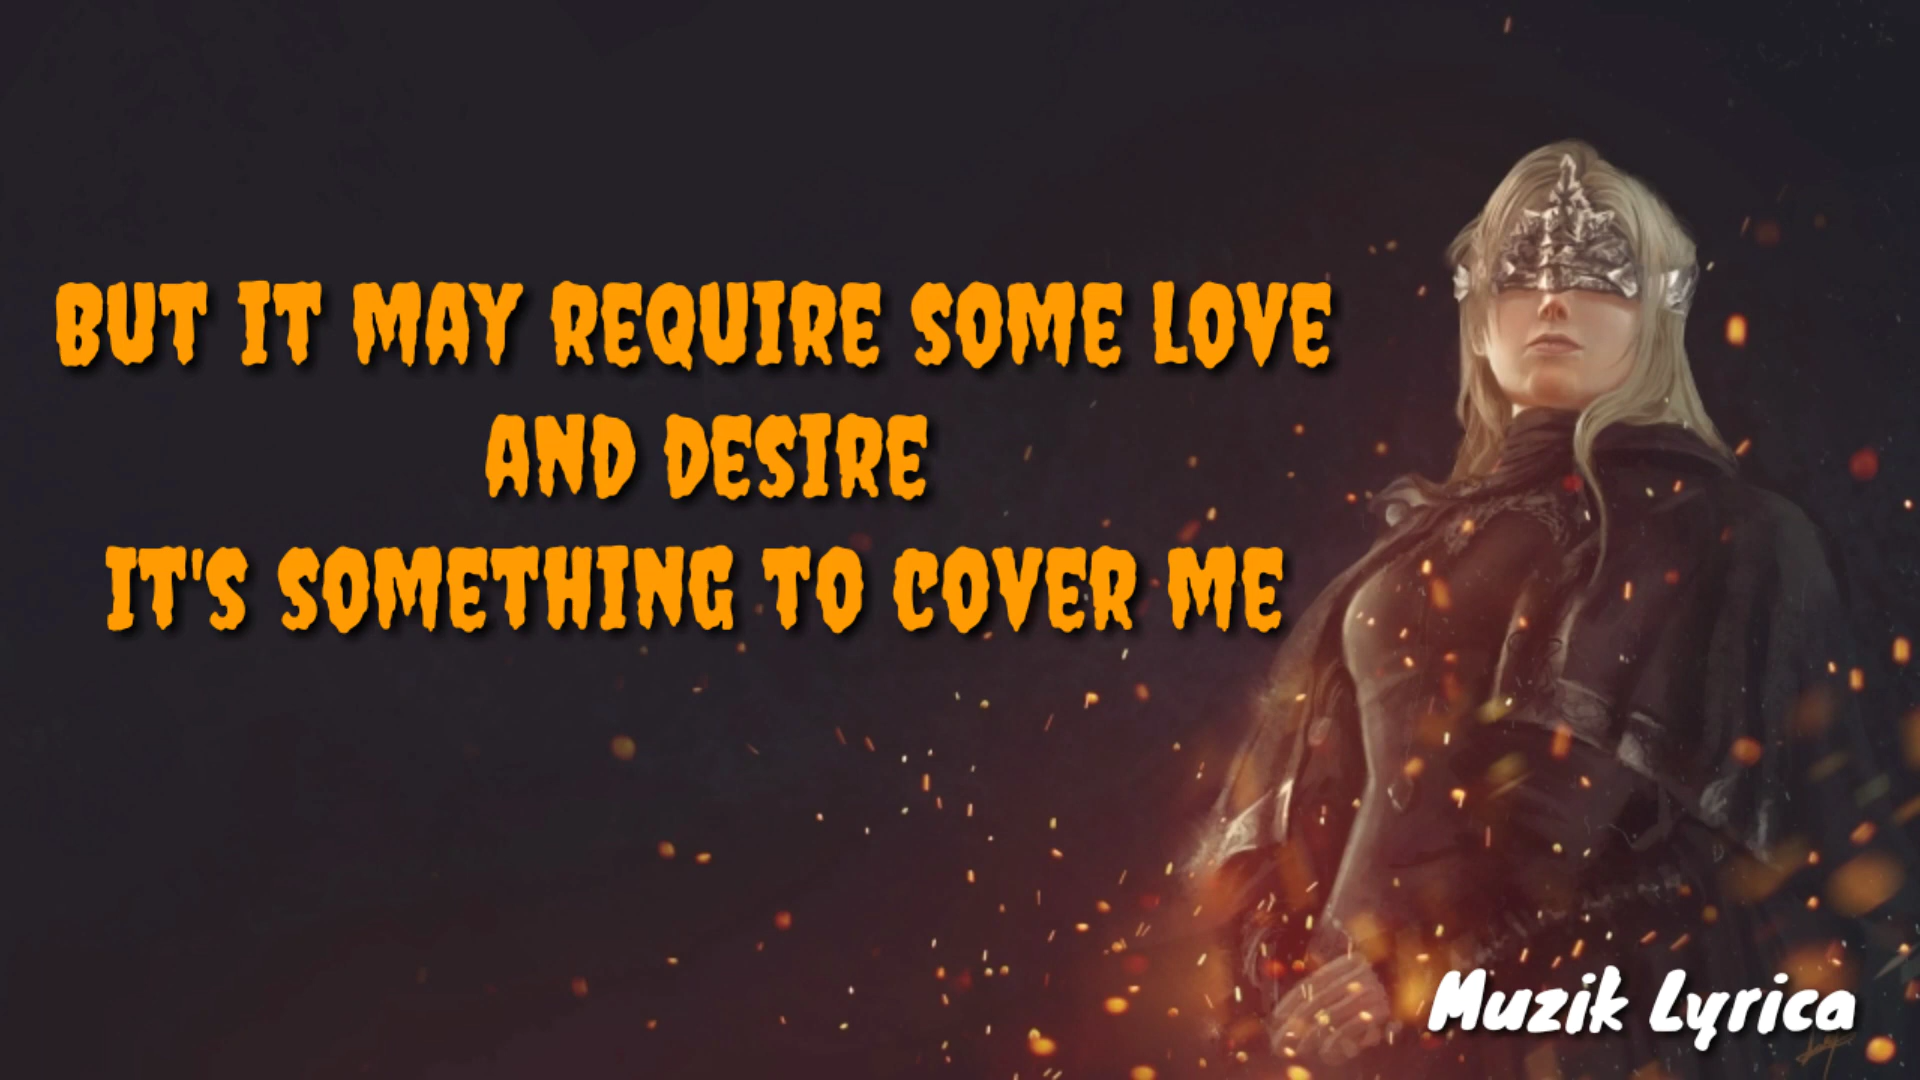 BUT IT MAY REQUIRE SOME LOVE
AND DESIRE
IT'S SOMETHING TO COVER ME
Muzik Lyrica